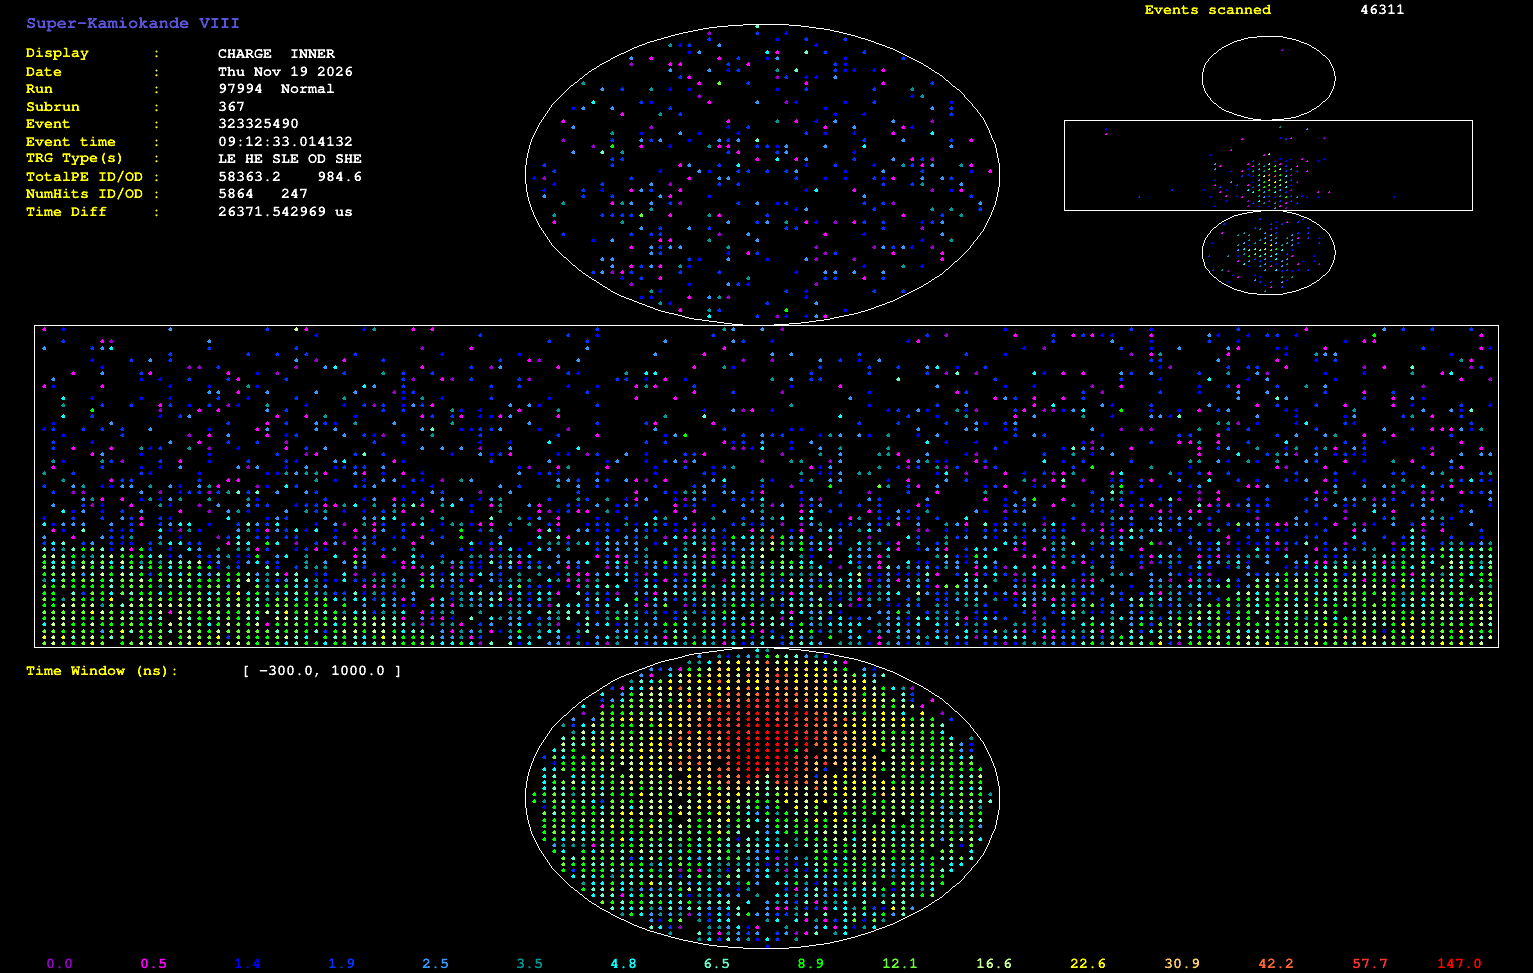 Super-Kamiokande VIII
Events scanned 46311
Display : CHARGE INNER
Date : Thu Nov 19 2026
Run : 97994 Normal
Subrun : 367
Event : 323325490
Event time : 09:12:33.014132
TRG Type(s) : LE HE SLE OD SHE
TotalPE ID/OD : 58363.2 984.6
NumHits ID/OD : 5864 247
Time Diff : 26371.542969 us
Time Window (ns): [ −300.0, 1000.0 ]
0.0 0.5 1.4 1.9 2.5 3.5 4.8 6.5 8.9 12.1 16.6 22.6 30.9 42.2 57.7 147.0